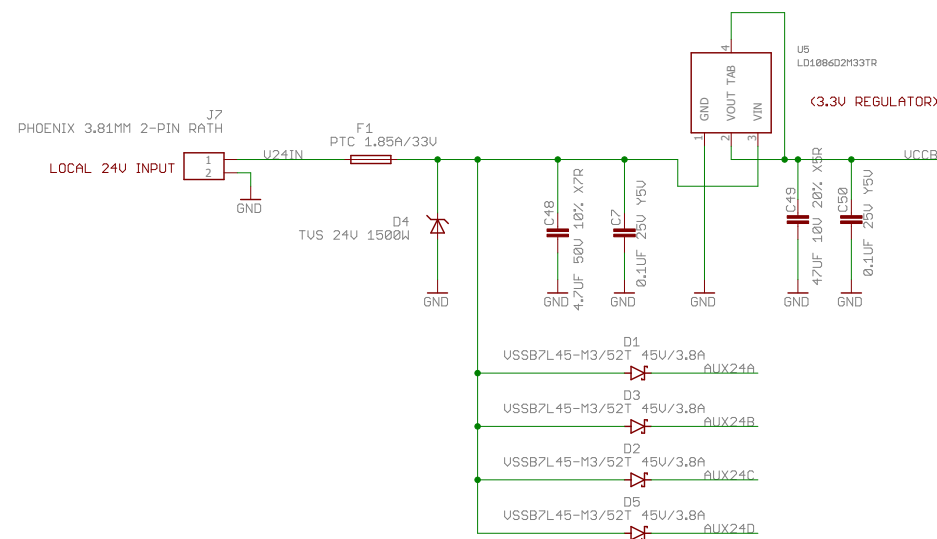 U5
LD1086D2M33TR
4
GND
VOUT TAB
VIN
1
2
3
(3.3V REGULATOR)
J7
PHOENIX 3.81MM 2-PIN RATH
F1
PTC 1.85A/33V
LOCAL 24V INPUT
1
2
V24IN
VCCB
GND
D4
TVS 24V 1500W
C48
4.7UF 50V 10% X7R
C7
0.1UF 25V Y5V
C49
47UF 10V 20% X5R
C50
0.1UF 25V Y5V
GND
GND
GND
GND
GND
GND
D1
VSSB7L45-M3/52T 45V/3.8A
AUX24A
D3
VSSB7L45-M3/52T 45V/3.8A
AUX24B
D2
VSSB7L45-M3/52T 45V/3.8A
AUX24C
D5
VSSB7L45-M3/52T 45V/3.8A
AUX24D